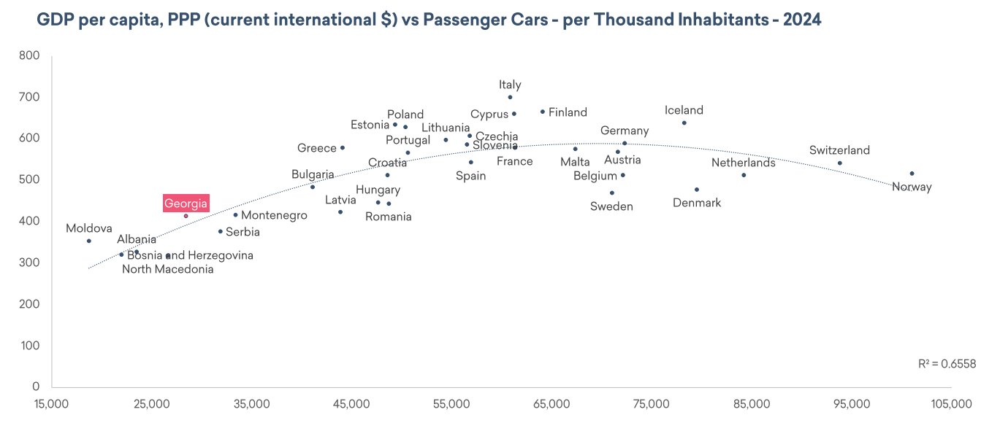 GDP per capita, PPP (current international $) vs Passenger Cars - per Thousand Inhabitants - 2024
800
700
600
500
400
300
200
100
0
Italy
Poland
Cyprus
Finland
Iceland
Estonia
Lithuania
Czechia
Germany
Portugal
Slovenia
Greece
Switzerland
Croatia
France
Malta
Austria
Netherlands
Bulgaria
Spain
Belgium
Norway
Hungary
Latvia
Georgia
Sweden
Denmark
Montenegro
Romania
Moldova
Serbia
Albania
Bosnia and Herzegovina
North Macedonia
R² = 0.6558
15,000
25,000
35,000
45,000
55,000
65,000
75,000
85,000
95,000
105,000